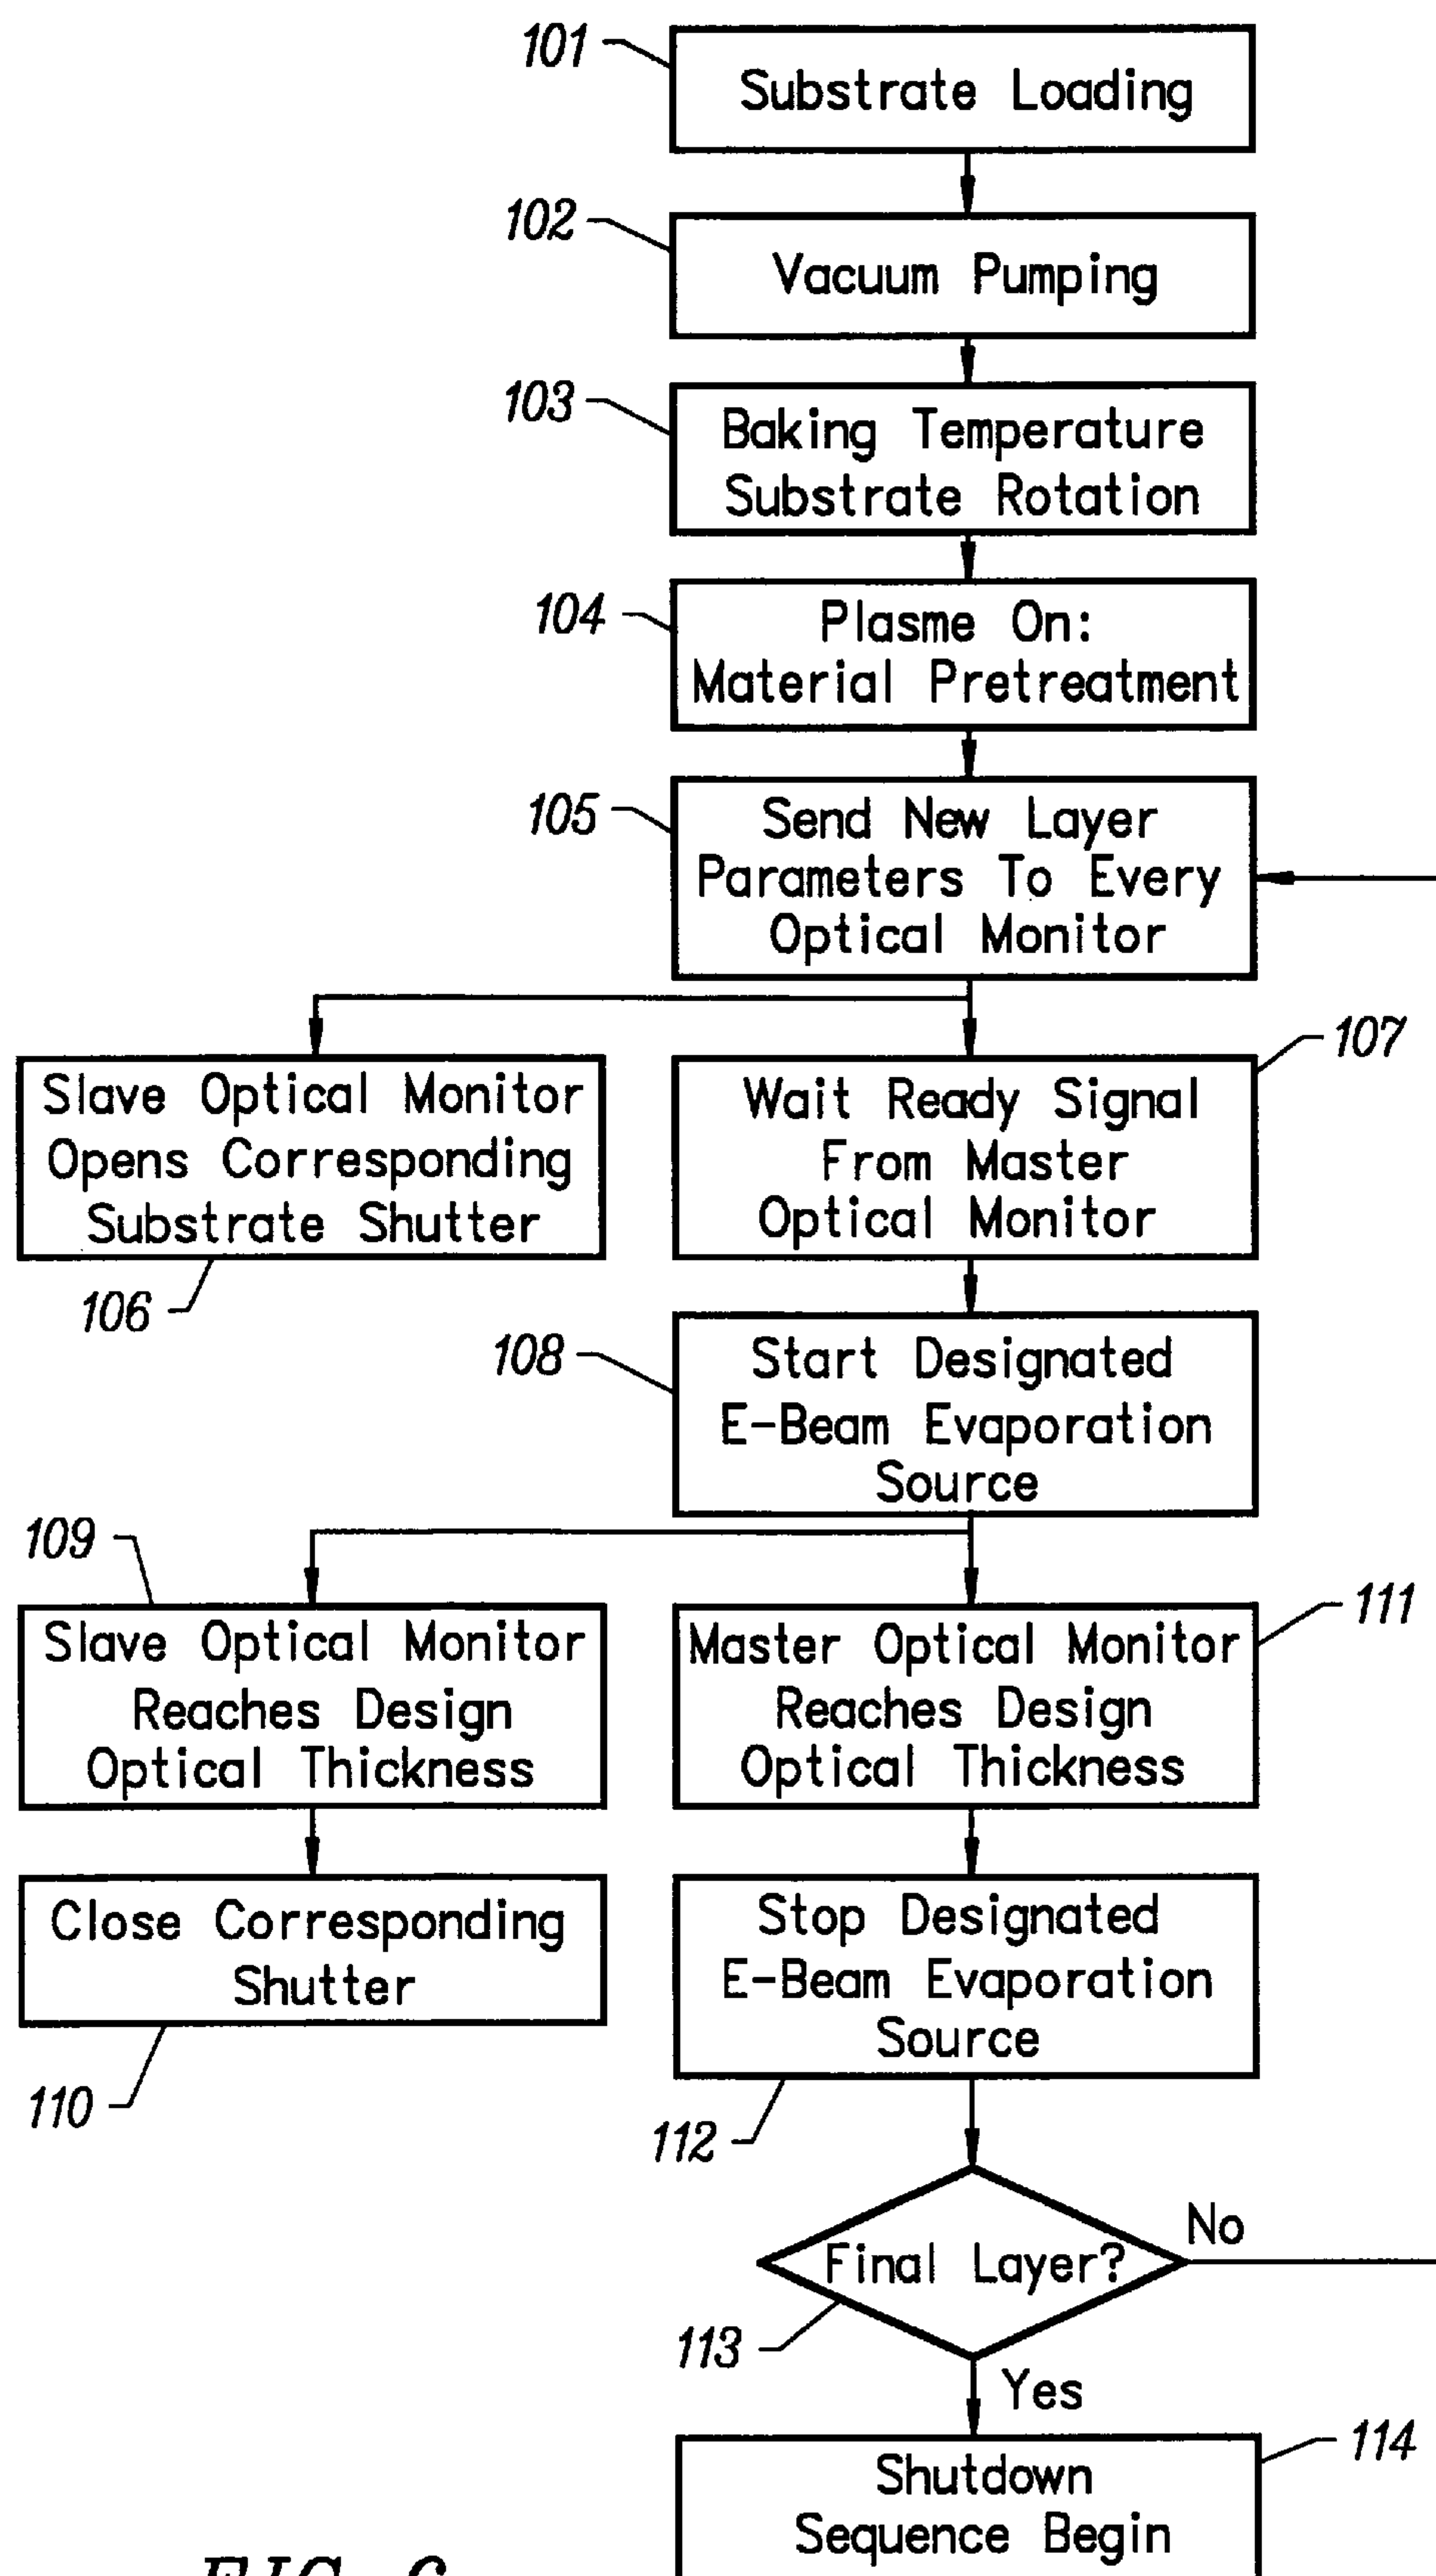 101
Substrate Loading
102
Vacuum Pumping
103
Baking Temperature
Substrate Rotation
104
Plasme On:
Material Pretreatment
105
Send New Layer
Parameters To Every
Optical Monitor
Slave Optical Monitor
Opens Corresponding
Substrate Shutter
106
107
Wait Ready Signal
From Master
Optical Monitor
108
Start Designated
E-Beam Evaporation
Source
109
Slave Optical Monitor
Reaches Design
Optical Thickness
111
Master Optical Monitor
Reaches Design
Optical Thickness
Close Corresponding
Shutter
110
Stop Designated
E-Beam Evaporation
Source
112
Final Layer?
No
113
Yes
114
Shutdown
Sequence Begin